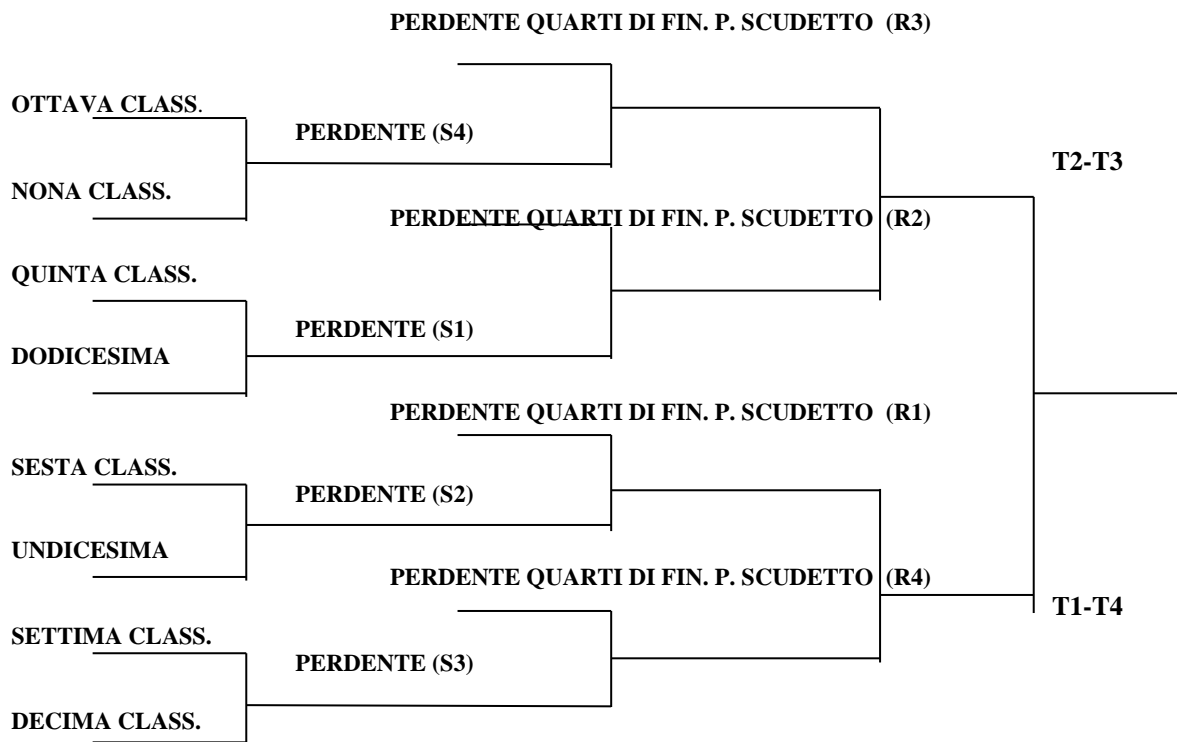 PERDENTE QUARTI DI FIN. P. SCUDETTO (R3)
OTTAVA CLASS.
PERDENTE (S4)
T2-T3
NONA CLASS.
PERDENTE QUARTI DI FIN. P. SCUDETTO (R2)
QUINTA CLASS.
PERDENTE (S1)
DODICESIMA
PERDENTE QUARTI DI FIN. P. SCUDETTO (R1)
SESTA CLASS.
PERDENTE (S2)
UNDICESIMA
PERDENTE QUARTI DI FIN. P. SCUDETTO (R4)
T1-T4
SETTIMA CLASS.
PERDENTE (S3)
DECIMA CLASS.